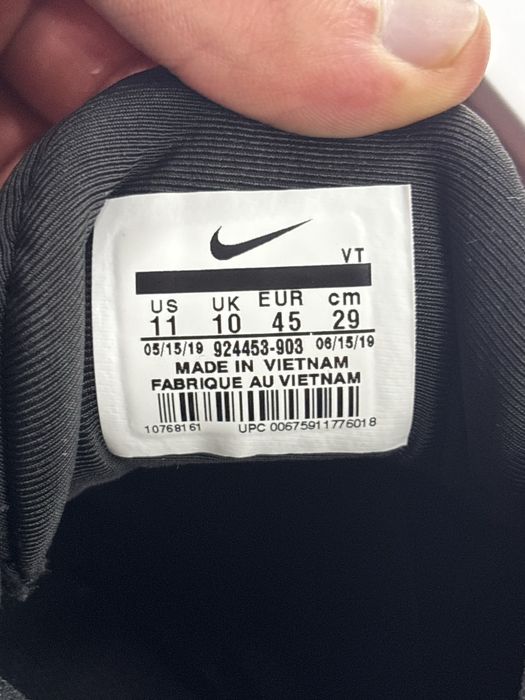 VT
US UK EUR cm
11 10 45 29
05/15/19 924453-903 06/15/19
MADE IN VIETNAM
FABRIQUE AU VIETNAM
10768161 UPC 00675911776018